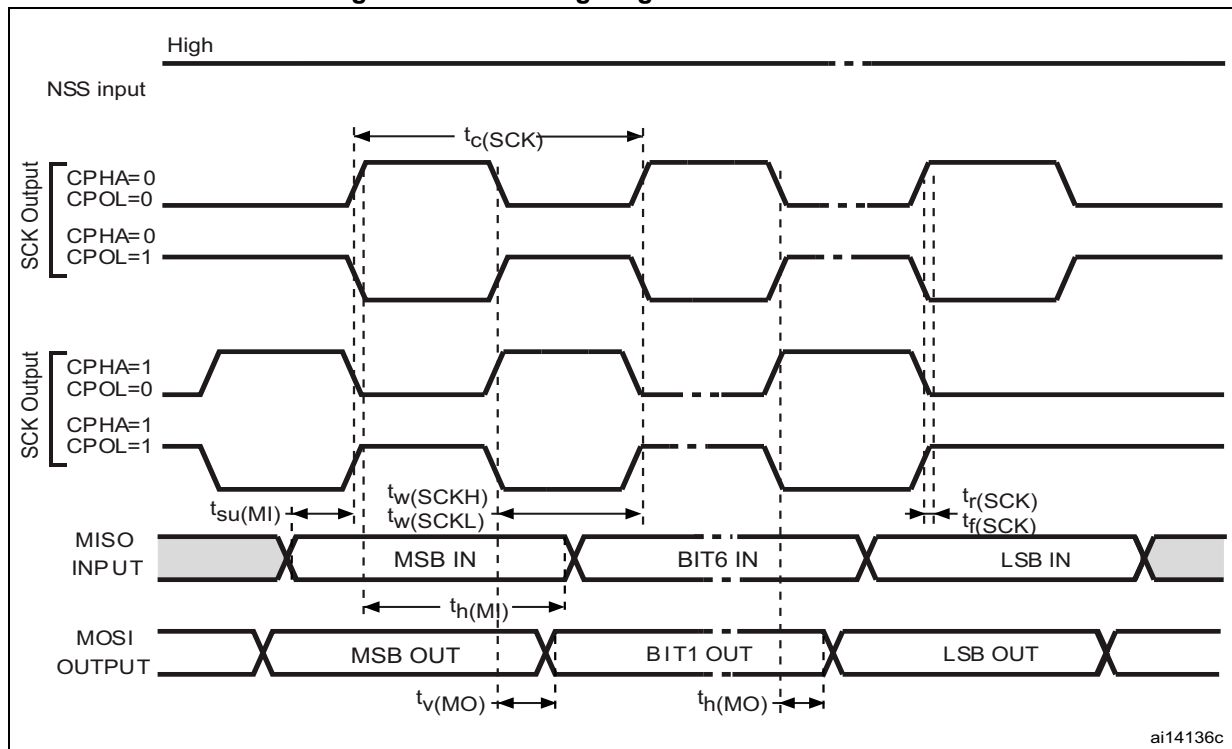 High
NSS input
tc(SCK)
SCK Output
CPHA=0
CPOL=0
CPHA=0
CPOL=1
SCK Output
CPHA=1
CPOL=0
CPHA=1
CPOL=1
tsu(MI)
tw(SCKH)
tw(SCKL)
tr(SCK)
tf(SCK)
MISO
INPUT
MSB IN
BIT6 IN
LSB IN
th(MI)
MOSI
OUTPUT
MSB OUT
BIT1 OUT
LSB OUT
tv(MO)
th(MO)
ai14136c